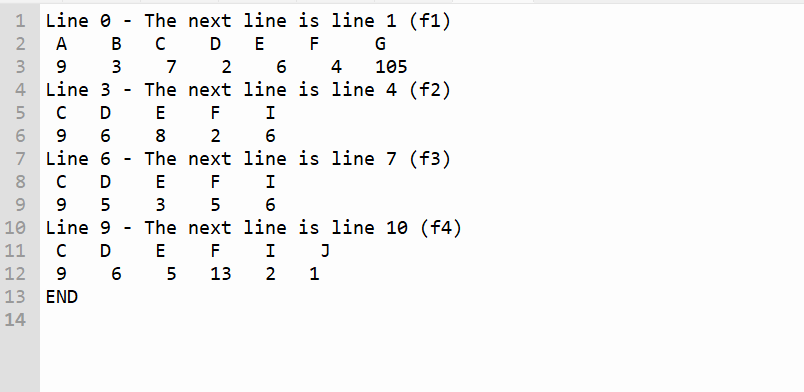 1 Line 0 - The next line is line 1 (f1)
2  A    B   C    D   E    F     G
3  9    3    7    2    6    4   105
4 Line 3 - The next line is line 4 (f2)
5  C   D    E    F    I
6  9   6    8    2    6
7 Line 6 - The next line is line 7 (f3)
8  C   D    E    F    I
9  9   5    3    5    6
10 Line 9 - The next line is line 10 (f4)
11  C   D    E    F    I    J
12  9    6    5   13   2   1
13 END
14